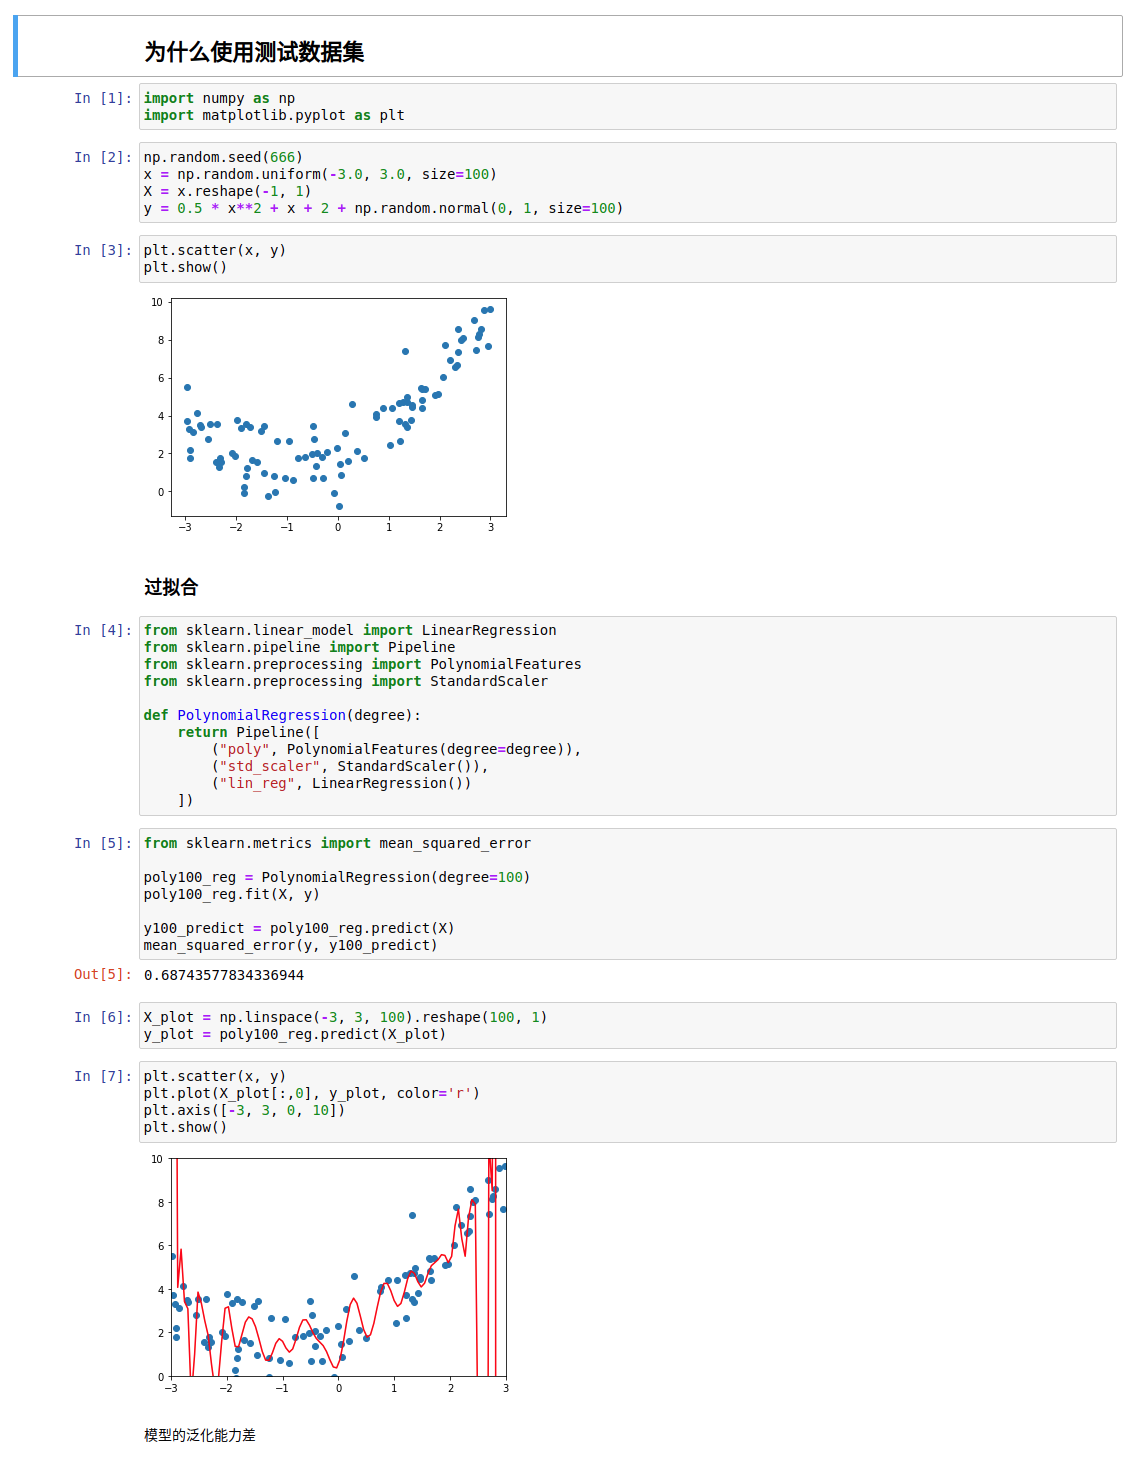 为什么使用测试数据集
In [1]: import numpy as np
import matplotlib.pyplot as plt
In [2]: np.random.seed(666)
x = np.random.uniform(-3.0, 3.0, size=100)
X = x.reshape(-1, 1)
y = 0.5 * x**2 + x + 2 + np.random.normal(0, 1, size=100)
In [3]: plt.scatter(x, y)
plt.show()
10
8
6
4
2
0
−3 −2 −1 0 1 2 3
过拟合
In [4]: from sklearn.linear_model import LinearRegression
from sklearn.pipeline import Pipeline
from sklearn.preprocessing import PolynomialFeatures
from sklearn.preprocessing import StandardScaler
def PolynomialRegression(degree):
    return Pipeline([
        ("poly", PolynomialFeatures(degree=degree)),
        ("std_scaler", StandardScaler()),
        ("lin_reg", LinearRegression())
    ])
In [5]: from sklearn.metrics import mean_squared_error
poly100_reg = PolynomialRegression(degree=100)
poly100_reg.fit(X, y)
y100_predict = poly100_reg.predict(X)
mean_squared_error(y, y100_predict)
Out[5]: 0.68743577834336944
In [6]: X_plot = np.linspace(-3, 3, 100).reshape(100, 1)
y_plot = poly100_reg.predict(X_plot)
In [7]: plt.scatter(x, y)
plt.plot(X_plot[:,0], y_plot, color='r')
plt.axis([-3, 3, 0, 10])
plt.show()
10
8
6
4
2
0
−3 −2 −1 0 1 2 3
模型的泛化能力差